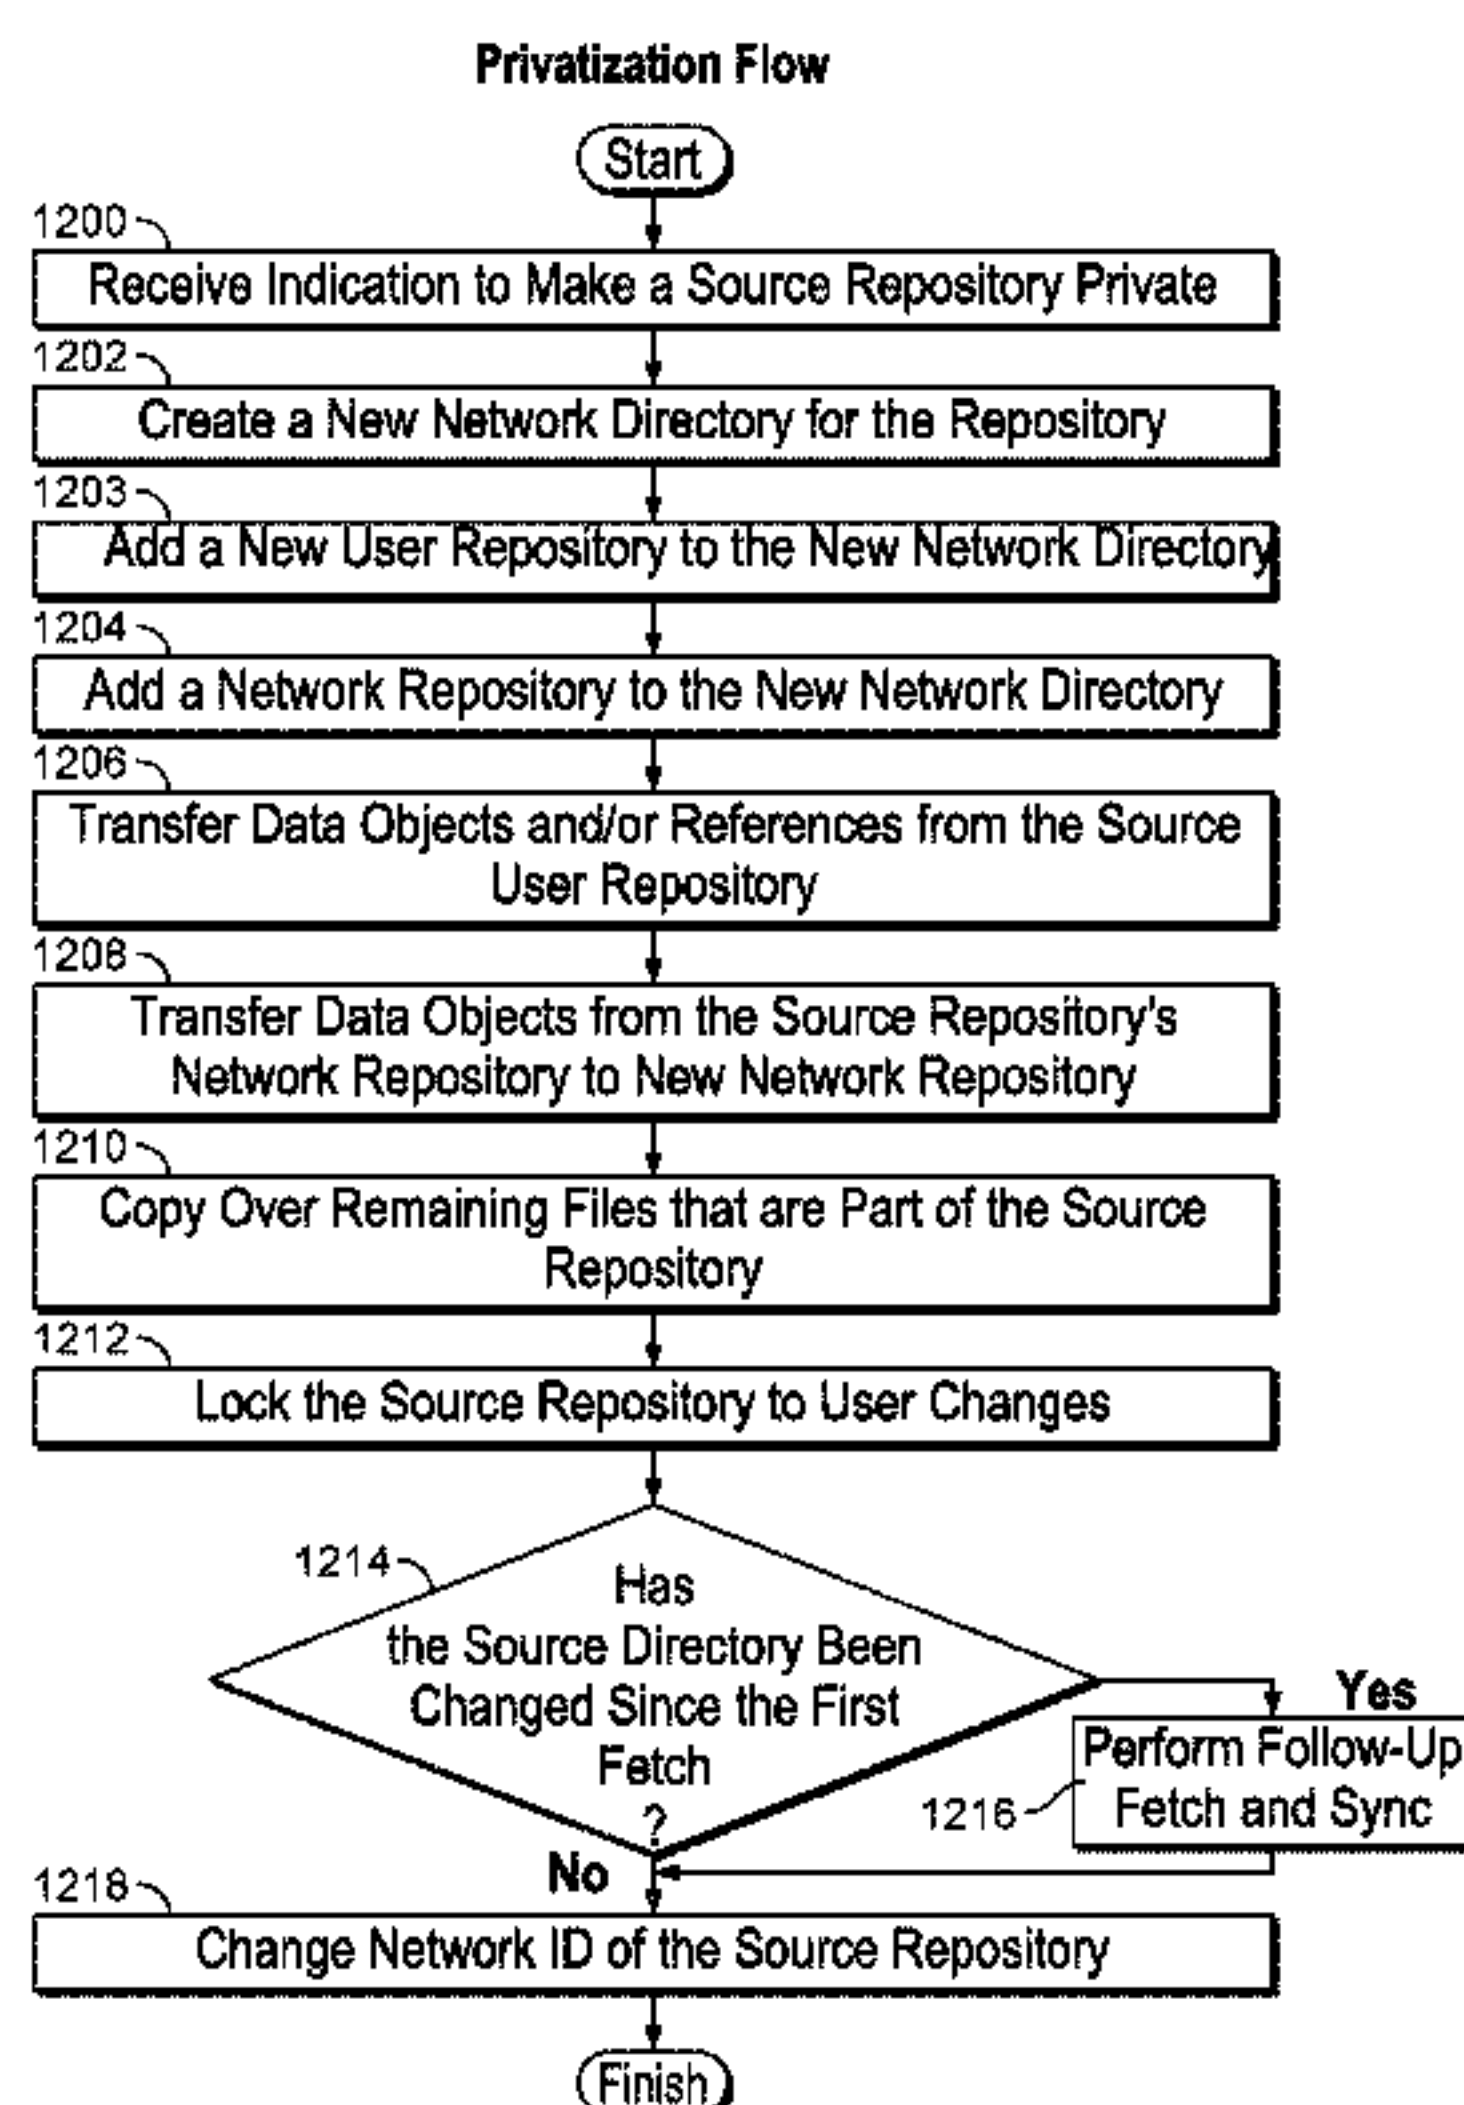 Privatization Flow
Start
1200
Receive Indication to Make a Source Repository Private
1202
Create a New Network Directory for the Repository
1203
Add a New User Repository to the New Network Directory
1204
Add a Network Repository to the New Network Directory
1206
Transfer Data Objects and/or References from the Source
User Repository
1208
Transfer Data Objects from the Source Repository's
Network Repository to New Network Repository
1210
Copy Over Remaining Files that are Part of the Source
Repository
1212
Lock the Source Repository to User Changes
1214
Has
the Source Directory Been
Changed Since the First
Fetch
?
Yes
Perform Follow-Up
Fetch and Sync
1216
No
1218
Change Network ID of the Source Repository
Finish